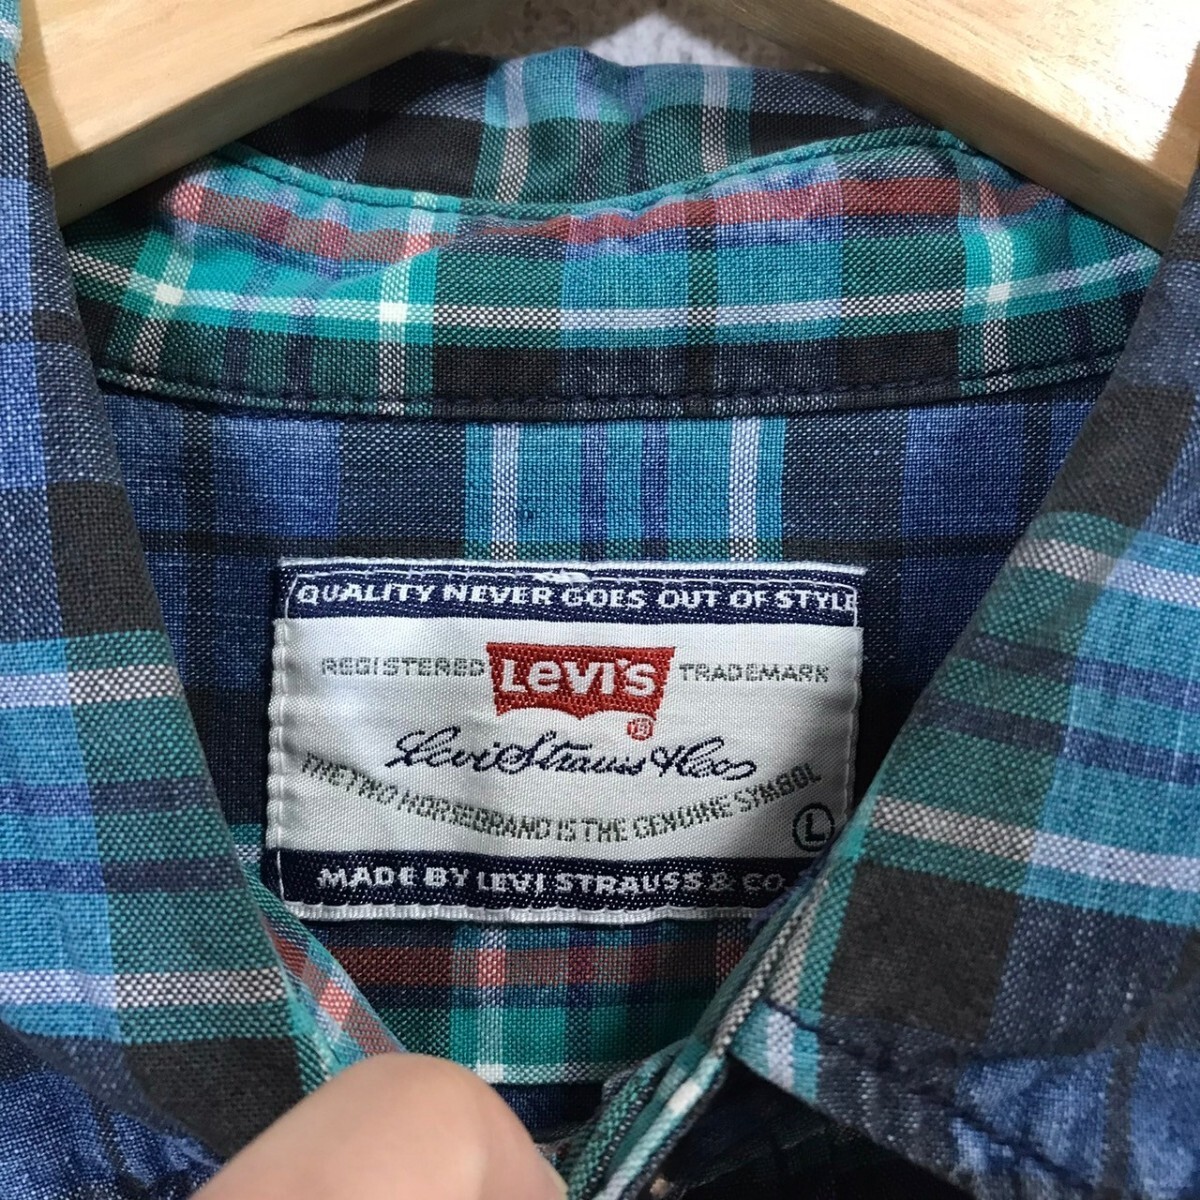 QUALITY NEVER GOES OUT OF STYLE
REGISTERED Levi's TRADEMARK
®
Levi Strauss & Co
THE TWO HORSE BRAND IS THE GENUINE SYMBOL
L
MADE BY LEVI STRAUSS & CO.